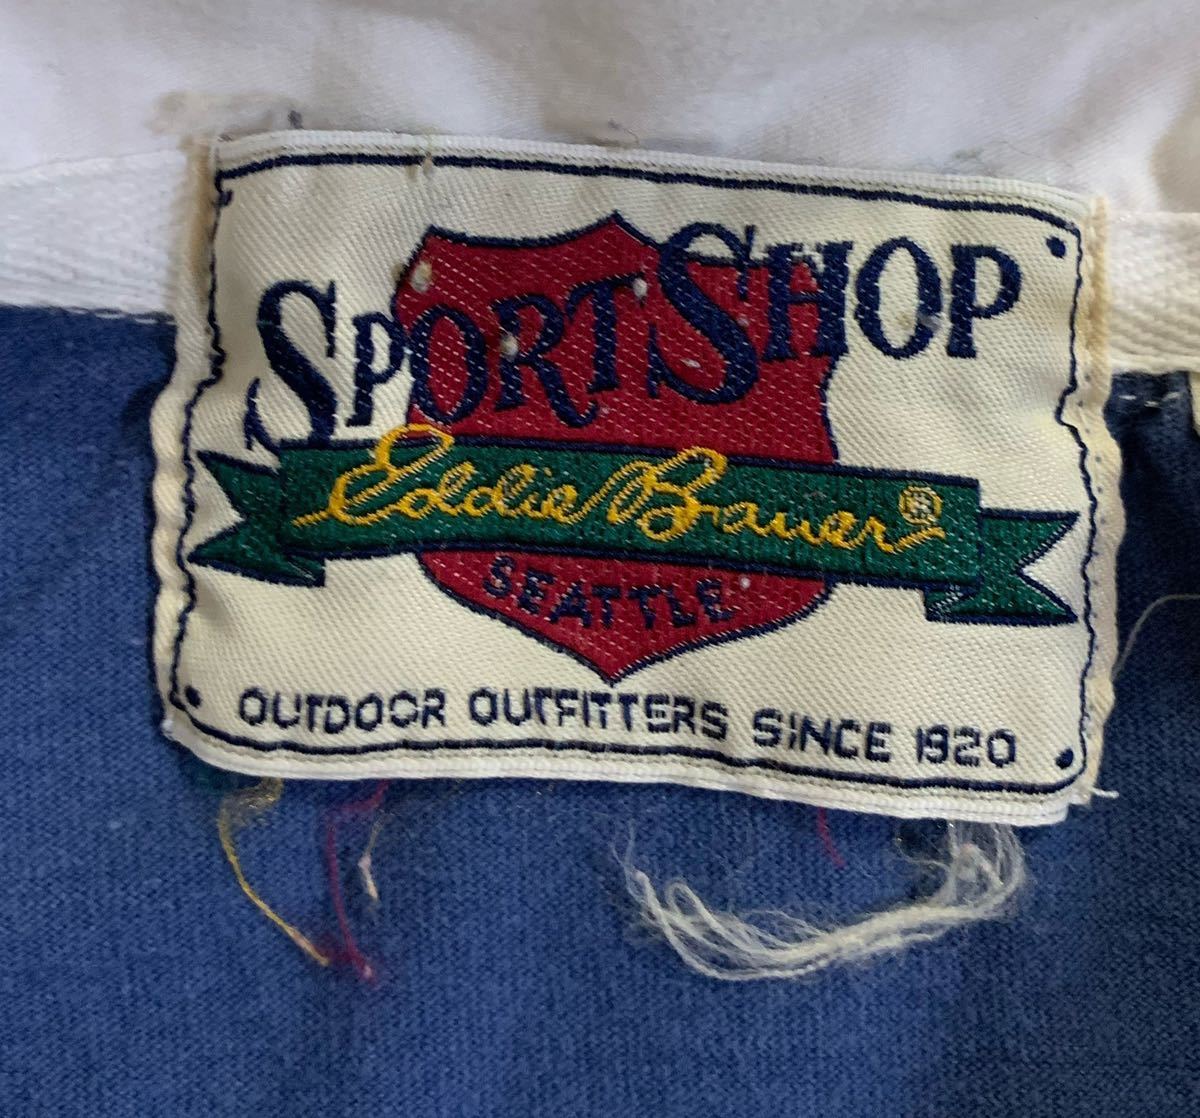 SPORTSHOP
Eddie Bauer®
SEATTLE
OUTDOOR OUTFITTERS SINCE 1920